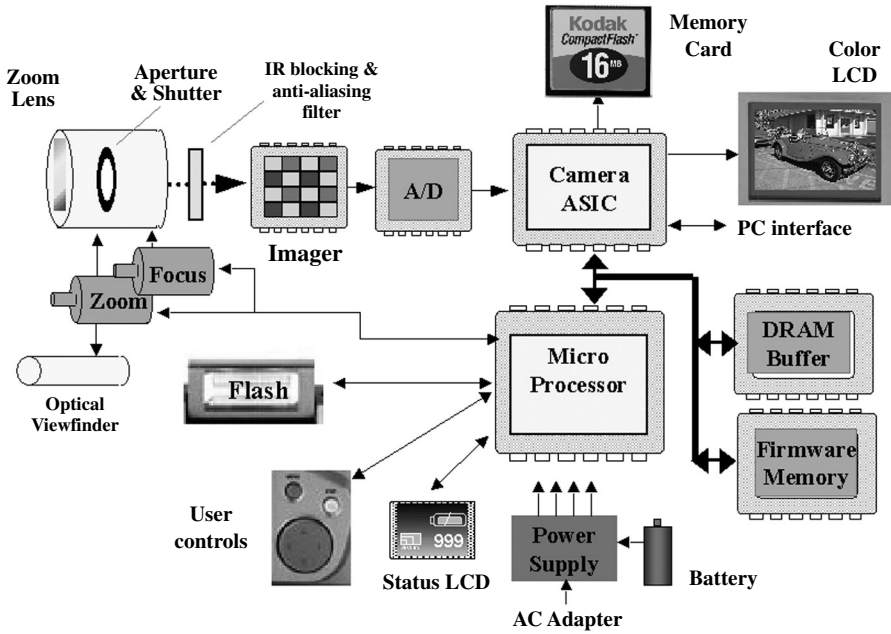 Kodak
CompactFlash
16 MB
Memory
Card
Color
LCD
Zoom
Lens
Aperture
& Shutter
IR blocking &
anti-aliasing
filter
Imager
A/D
Camera
ASIC
PC interface
Focus
Zoom
Optical
Viewfinder
Flash
Micro
Processor
DRAM
Buffer
Firmware
Memory
User
controls
999
Status LCD
Power
Supply
Battery
AC Adapter